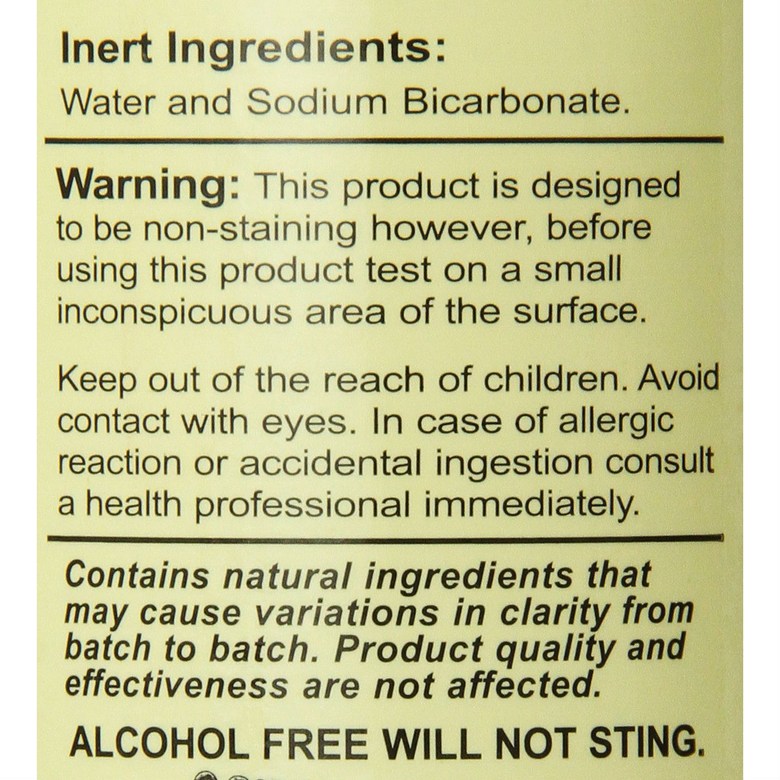 Inert Ingredients:
Water and Sodium Bicarbonate.
Warning: This product is designed
to be non-staining however, before
using this product test on a small
inconspicuous area of the surface.
Keep out of the reach of children. Avoid
contact with eyes. In case of allergic
reaction or accidental ingestion consult
a health professional immediately.
Contains natural ingredients that
may cause variations in clarity from
batch to batch. Product quality and
effectiveness are not affected.
ALCOHOL FREE WILL NOT STING.